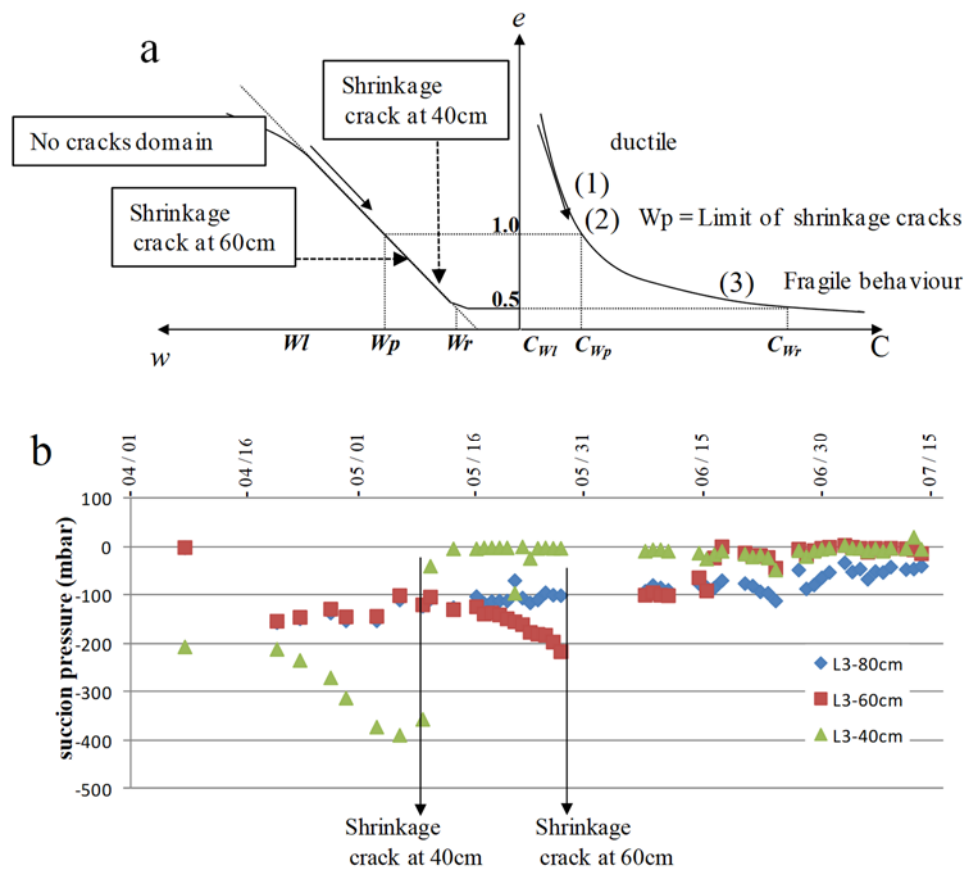 a
e
Shrinkage
crack at 40cm
No cracks domain
ductile
(1)
Shrinkage
crack at 60cm
(2)
Wp = Limit of shrinkage cracks
1.0
(3)
Fragile behaviour
0.5
w
Wl
Wp
Wr
CWl
CWp
CWr
C
b
04 / 01
04 / 16
05 / 01
05 / 16
05 / 31
06 / 15
06 / 30
07 / 15
succion pressure (mbar)
100
0
-100
-200
-300
-400
-500
L3-80cm
L3-60cm
L3-40cm
Shrinkage
crack at 40cm
Shrinkage
crack at 60cm